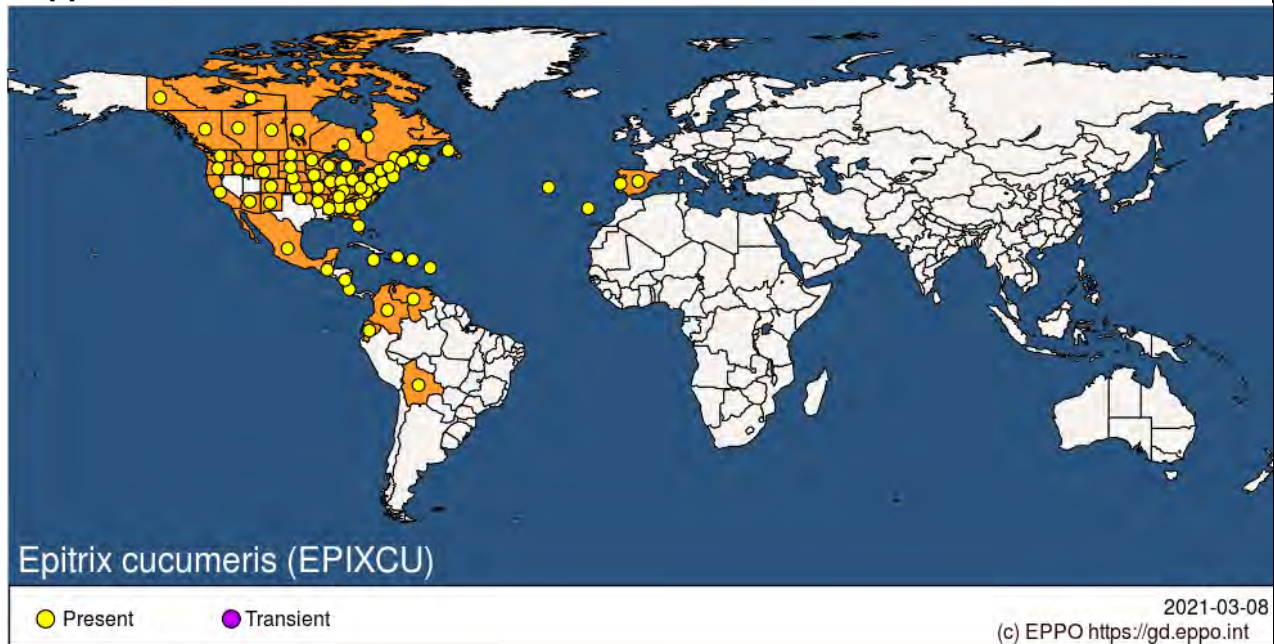 Epitrix cucumeris (EPIXCU)
Present
Transient
2021-03-08
(c) EPPO https://gd.eppo.int